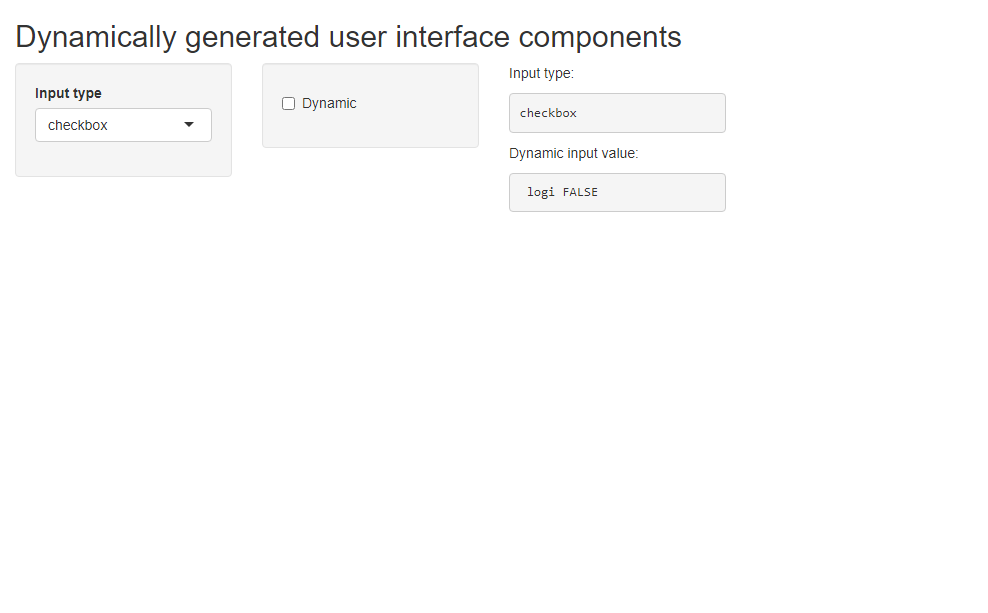 Dynamically generated user interface components
Input type
checkbox
Dynamic
Input type:
checkbox
Dynamic input value:
logi FALSE